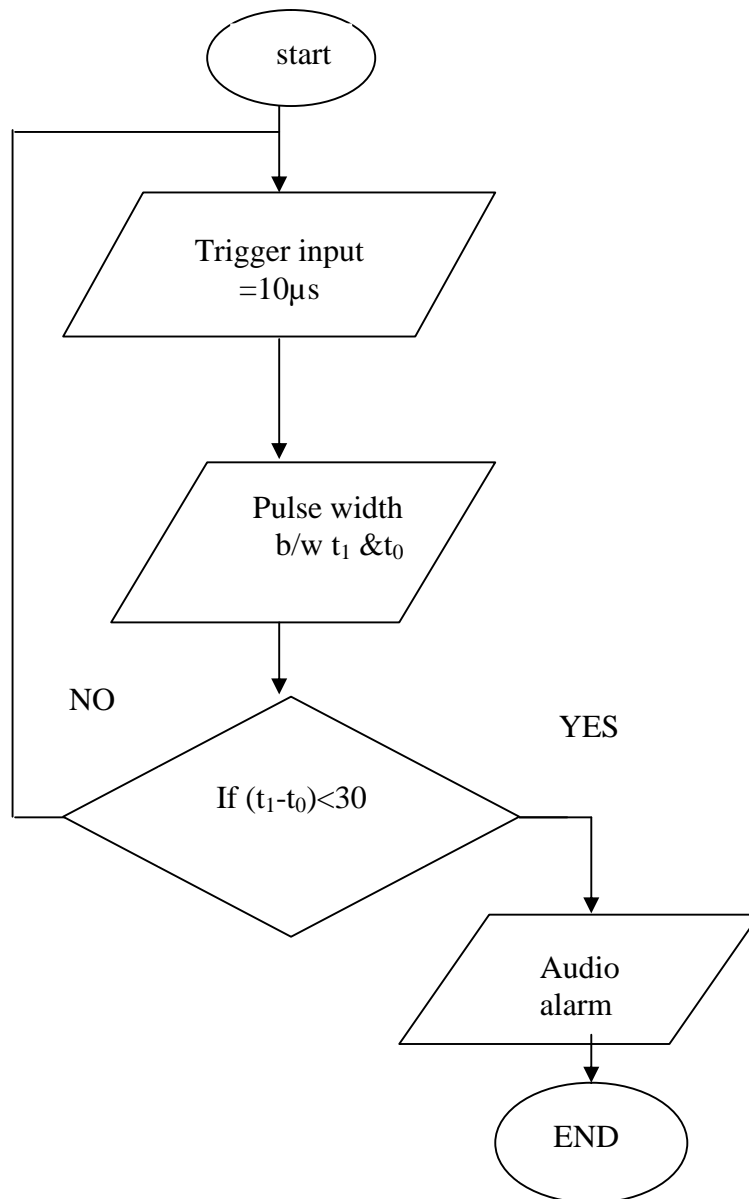 start
Trigger input
=10µs
Pulse width
b/w t₁ &t₀
NO
YES
If (t₁-t₀)<30
Audio
alarm
END